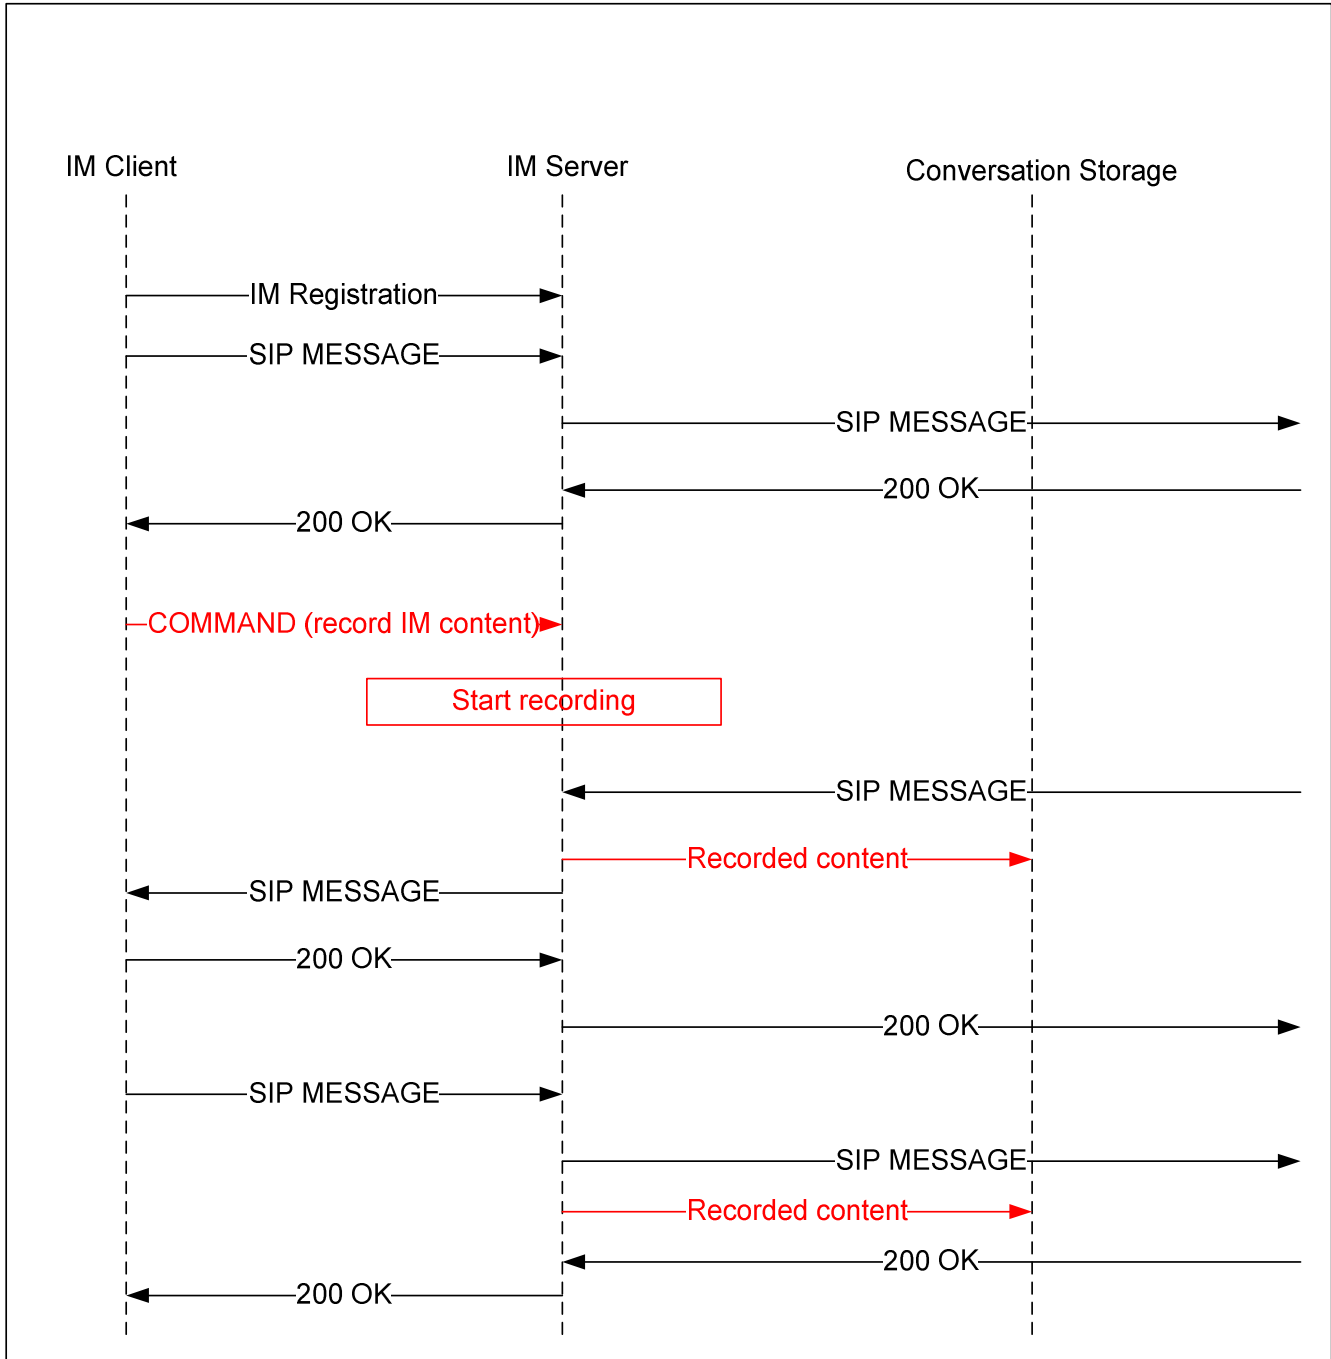 IM Client
IM Server
Conversation Storage
IM Registration
SIP MESSAGE
SIP MESSAGE
200 OK
200 OK
COMMAND (record IM content)
Start recording
SIP MESSAGE
Recorded content
SIP MESSAGE
200 OK
200 OK
SIP MESSAGE
SIP MESSAGE
Recorded content
200 OK
200 OK